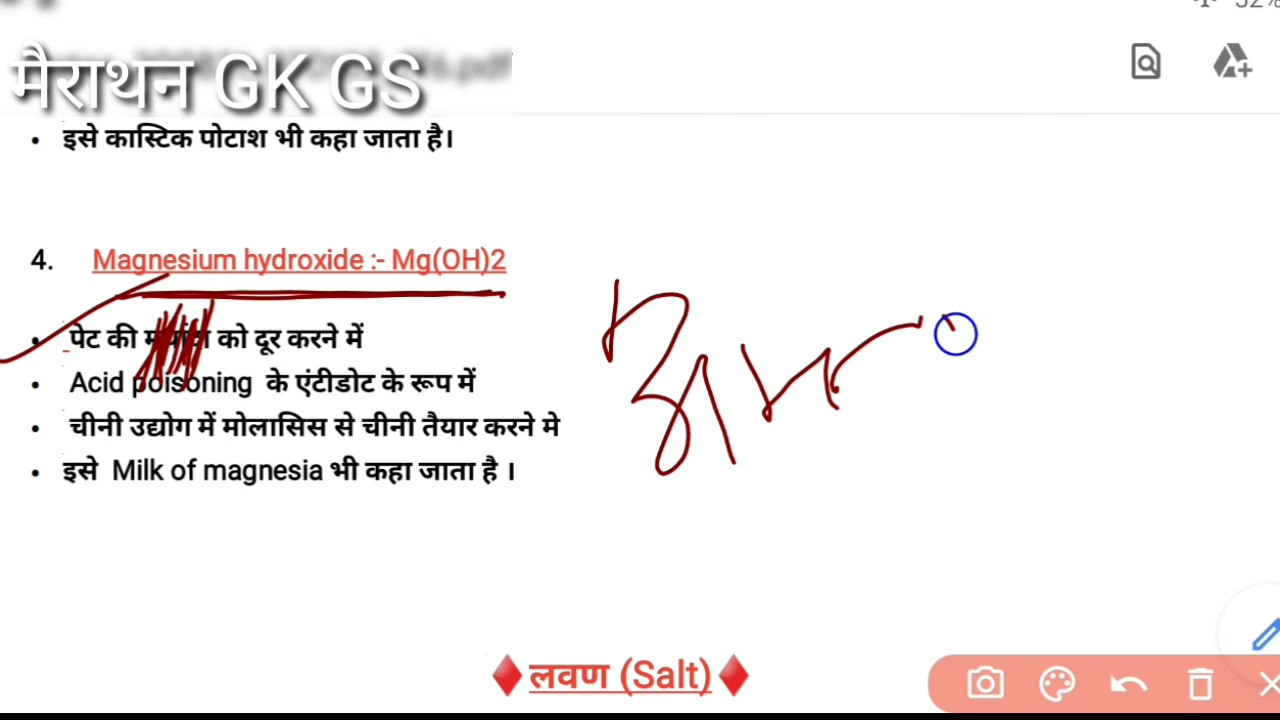 52%
मैराथन GK GS
• इसे कास्टिक पोटाश भी कहा जाता है।
4. Magnesium hydroxide :- Mg(OH)2
• पेट की को दूर करने में
• Acid poisoning के एंटीडोट के रूप में
• चीनी उद्योग में मोलासिस से चीनी तैयार करने मे
• इसे Milk of magnesia भी कहा जाता है ।
♦लवण (Salt)♦